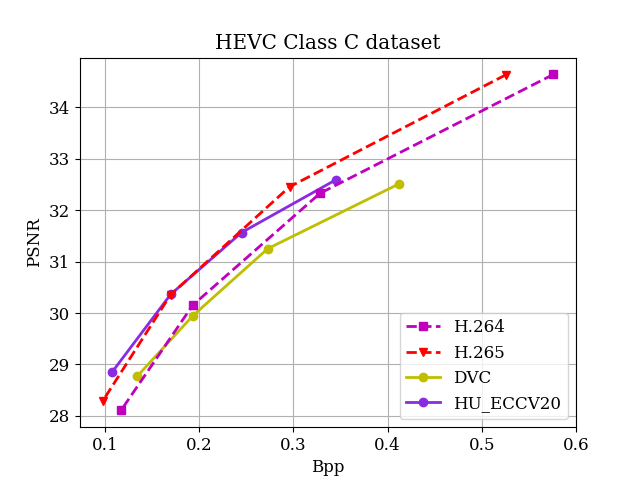 HEVC Class C dataset
PSNR
34
33
32
31
30
29
28
0.1
0.2
0.3
0.4
0.5
0.6
Bpp
H.264
H.265
DVC
HU_ECCV20